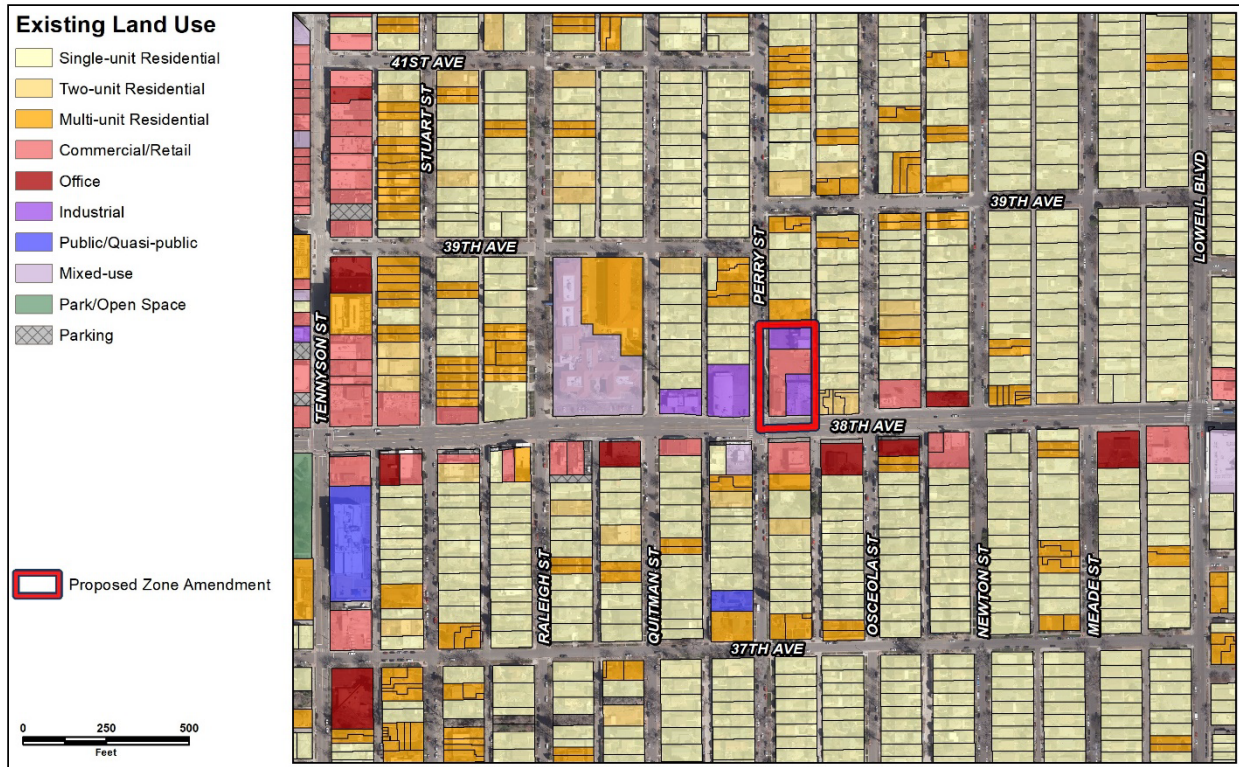 Existing Land Use
Single-unit Residential
Two-unit Residential
Multi-unit Residential
Commercial/Retail
Office
Industrial
Public/Quasi-public
Mixed-use
Park/Open Space
Parking
Proposed Zone Amendment
0 250 500
Feet
41ST AVE
STUART ST
39TH AVE
39TH AVE
LOWELL BLVD
PERRY ST
TENNYSON ST
38TH AVE
RALEIGH ST
QUITMAN ST
OSCEOLA ST
NEWTON ST
MEADE ST
37TH AVE